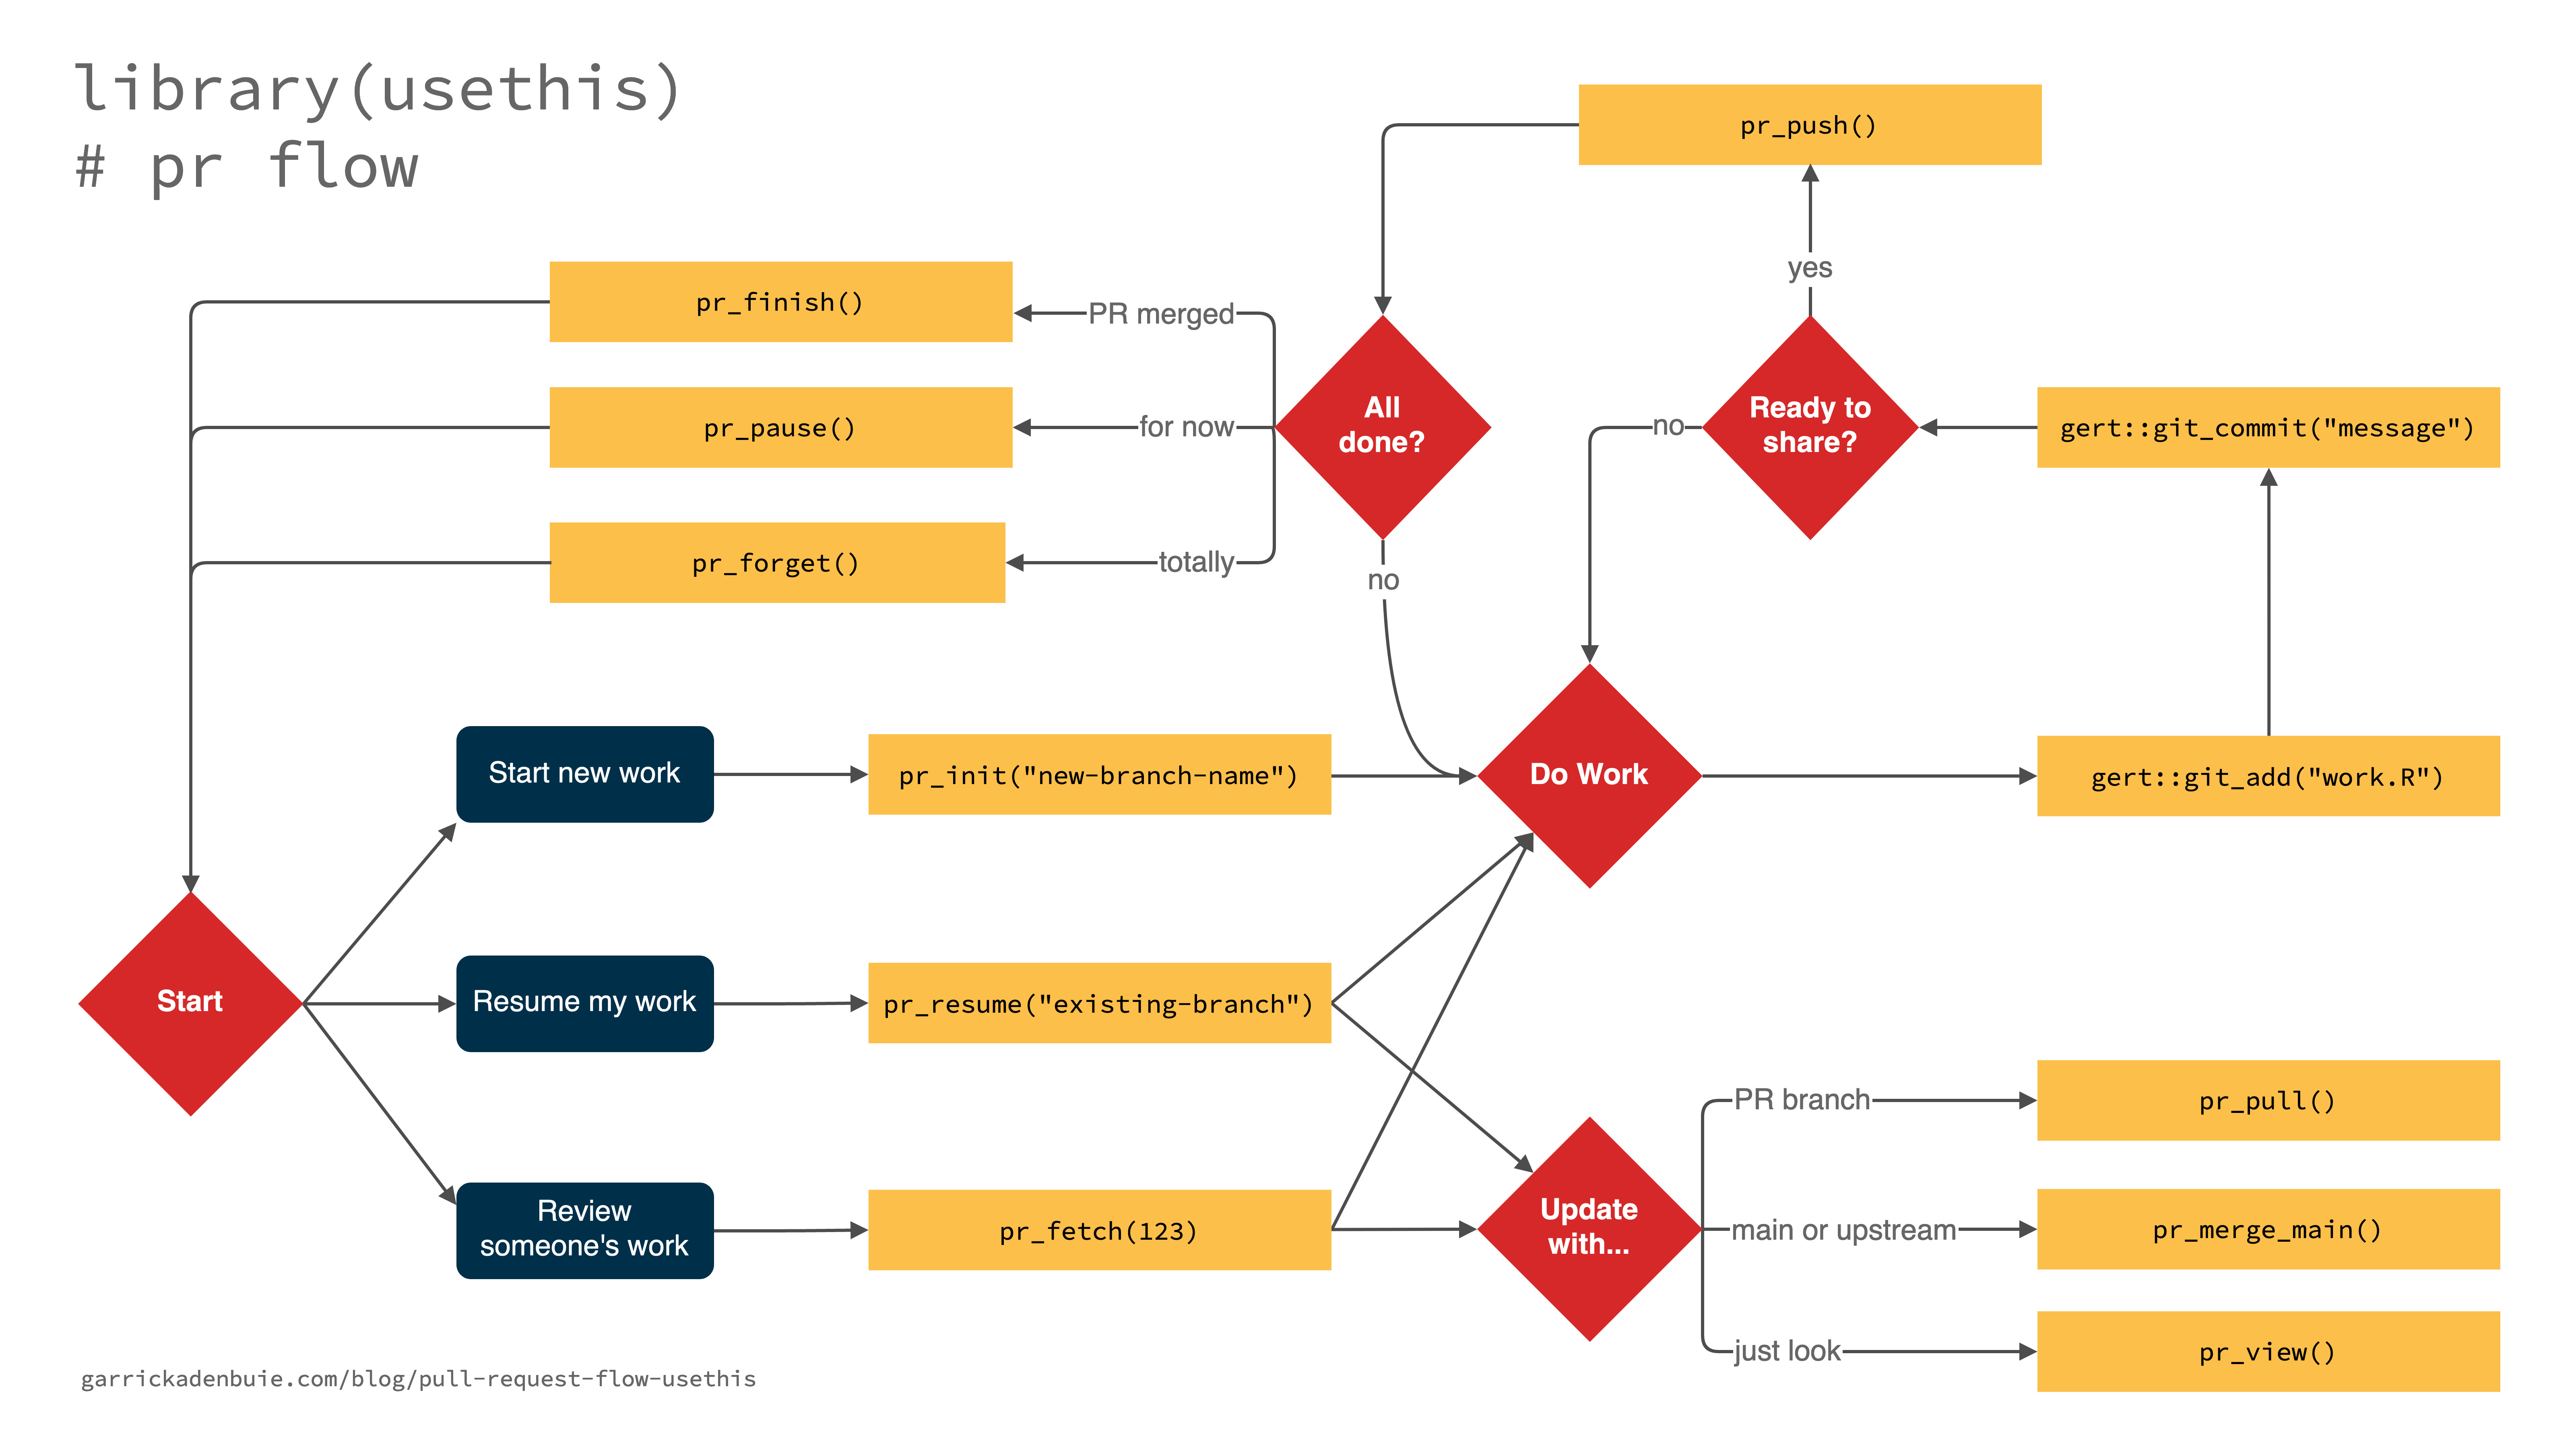 library(usethis)
# pr flow
pr_push()
yes
pr_finish()
PR merged
pr_pause()
for now
All
done?
no
Ready to
share?
gert::git_commit("message")
pr_forget()
totally
no
Start new work
pr_init("new-branch-name")
Do Work
gert::git_add("work.R")
Start
Resume my work
pr_resume("existing-branch")
PR branch
pr_pull()
Review
someone's work
pr_fetch(123)
Update
with...
main or upstream
pr_merge_main()
just look
pr_view()
garrickadenbuie.com/blog/pull-request-flow-usethis